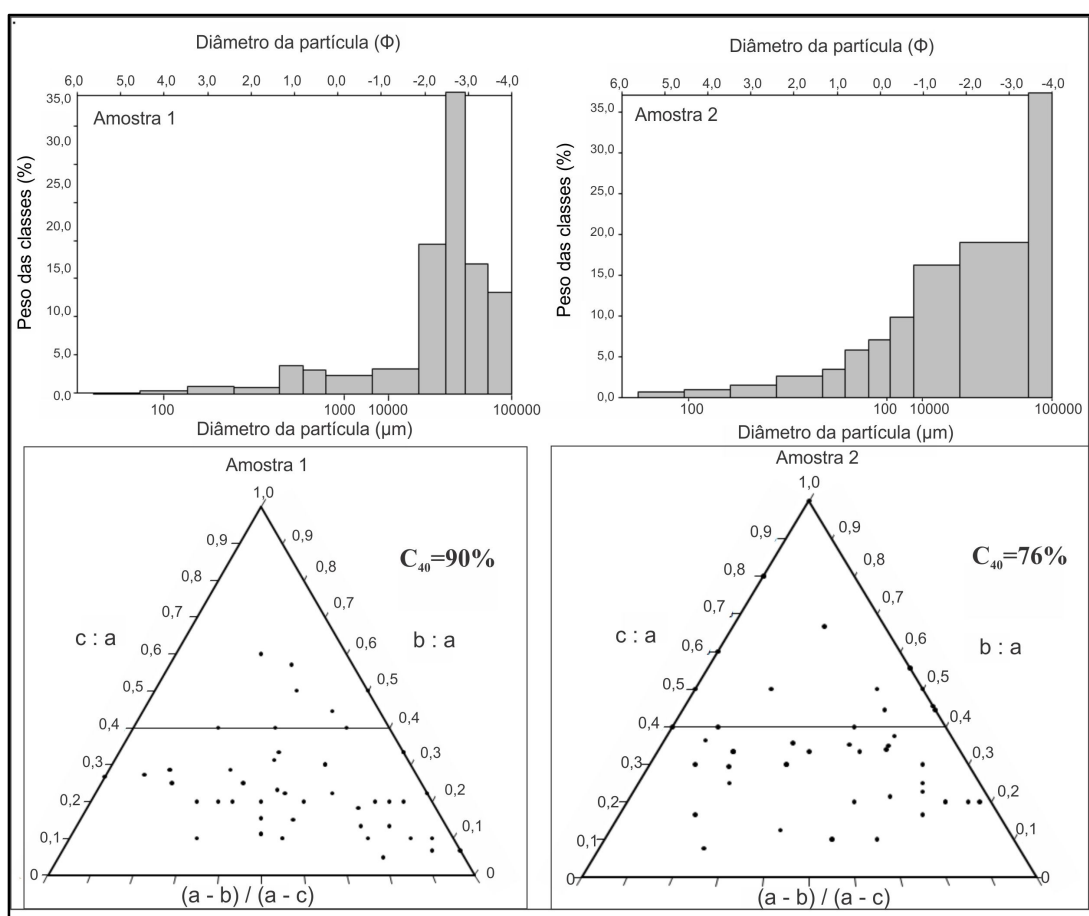 Diâmetro da partícula (Φ)
6,0 5,0 4,0 3,0 2,0 1,0 0,0 -1,0 -2,0 -3,0 -4,0
Amostra 1
Peso das classes (%)
35,0
30,0
25,0
20,0
15,0
10,0
5,0
0,0
100 1000 10000 100000
Diâmetro da partícula (µm)
Diâmetro da partícula (Φ)
6,0 5,0 4,0 3,0 2,0 1,0 0,0 -1,0 -2,0 -3,0 -4,0
Amostra 2
Peso das classes (%)
35,0
30,0
25,0
20,0
15,0
10,0
5,0
0,0
100 100 10000 100000
Diâmetro da partícula (µm)
Amostra 1
1,0
C40=90%
c : a
b : a
0,9 0,9
0,8 0,8
0,7 0,7
0,6 0,6
0,5 0,5
0,4 0,4
0,3 0,3
0,2 0,2
0,1 0,1
0 0
(a - b) / (a - c)
Amostra 2
1,0
C40=76%
c : a
b : a
0,9 0,9
0,8 0,8
0,7 0,7
0,6 0,6
0,5 0,5
0,4 0,4
0,3 0,3
0,2 0,2
0,1 0,1
0 0
(a - b) / (a - c)